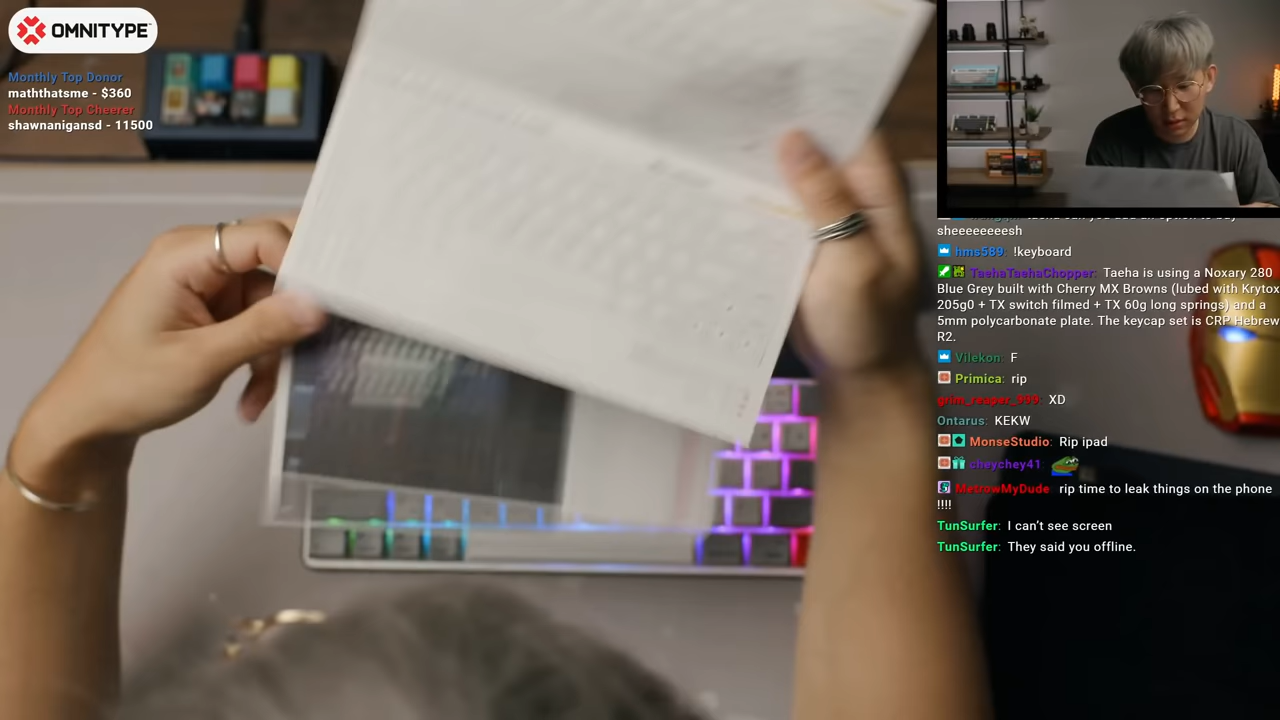 OMNITYPE
Monthly Top Donor
maththatsme - $360
Monthly Top Cheerer
shawnanigansd - 11500
sheeeeeeesh
hms589: !keyboard
TaehaTaehaChopper: Taeha is using a Noxary 280
Blue Grey built with Cherry MX Browns (lubed with Krytox
205g0 + TX switch filmed + TX 60g long springs) and a
5mm polycarbonate plate. The keycap set is CRP Hebrew
R2.
Vilekon: F
Primica: rip
grim_reaper_999: XD
Ontarus: KEKW
MonseStudio: Rip ipad
cheychey41:
MetrowMyDude: rip time to leak things on the phone
!!!!
TunSurfer: I can't see screen
TunSurfer: They said you offline.